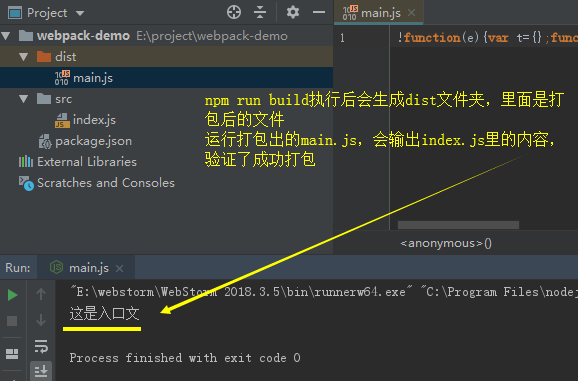 Project
main.js
webpack-demo E:\project\webpack-demo
1
!function(e){var t={};func
dist
main.js
src
index.js
package.json
External Libraries
Scratches and Consoles
npm run build执行后会生成dist文件夹，里面是打
包后的文件
运行打包出的main.js，会输出index.js里的内容，
验证了成功打包
<anonymous>()
Run:
main.js
"E:\webstorm\WebStorm 2018.3.5\bin\runnerw64.exe" "C:\Program Files\nodej
这是入口文
Process finished with exit code 0